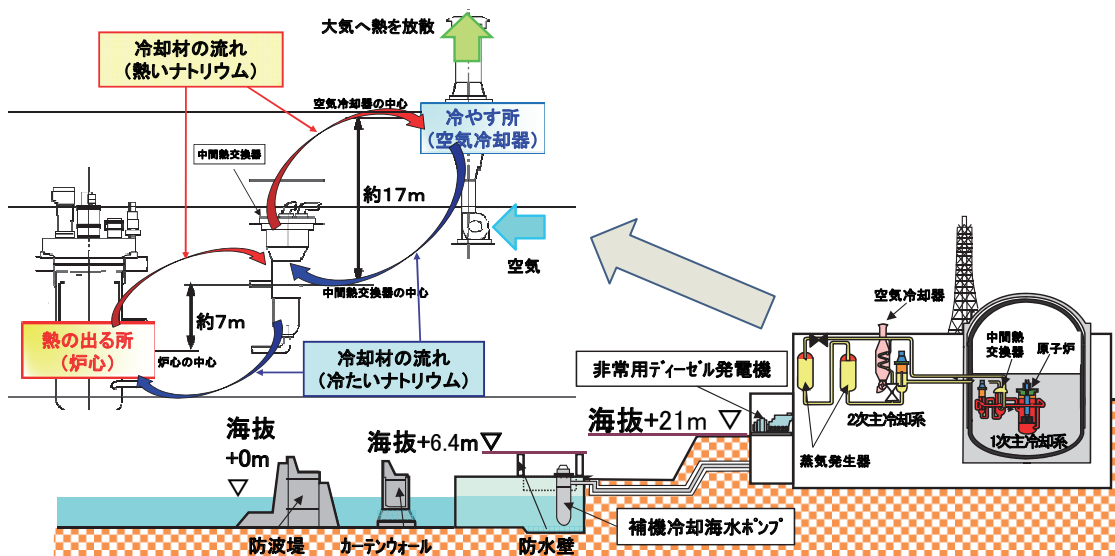 大気へ熱を放散
冷却材の流れ
（熱いナトリウム）
空気冷却器の中心
冷やす所
（空気冷却器）
中間熱交換器
約17m
空気
中間熱交換器の中心
約7m
熱の出る所
（炉心）
炉心の中心
冷却材の流れ
（冷たいナトリウム）
空気冷却器
中間熱
交換器
原子炉
非常用ディーゼル発電機
2次主冷却系
1次主冷却系
蒸気発生器
海抜
+0m
海抜+6.4m
海抜+21m
補機冷却海水ポンプ
防波堤
カーテンウォール
防水壁